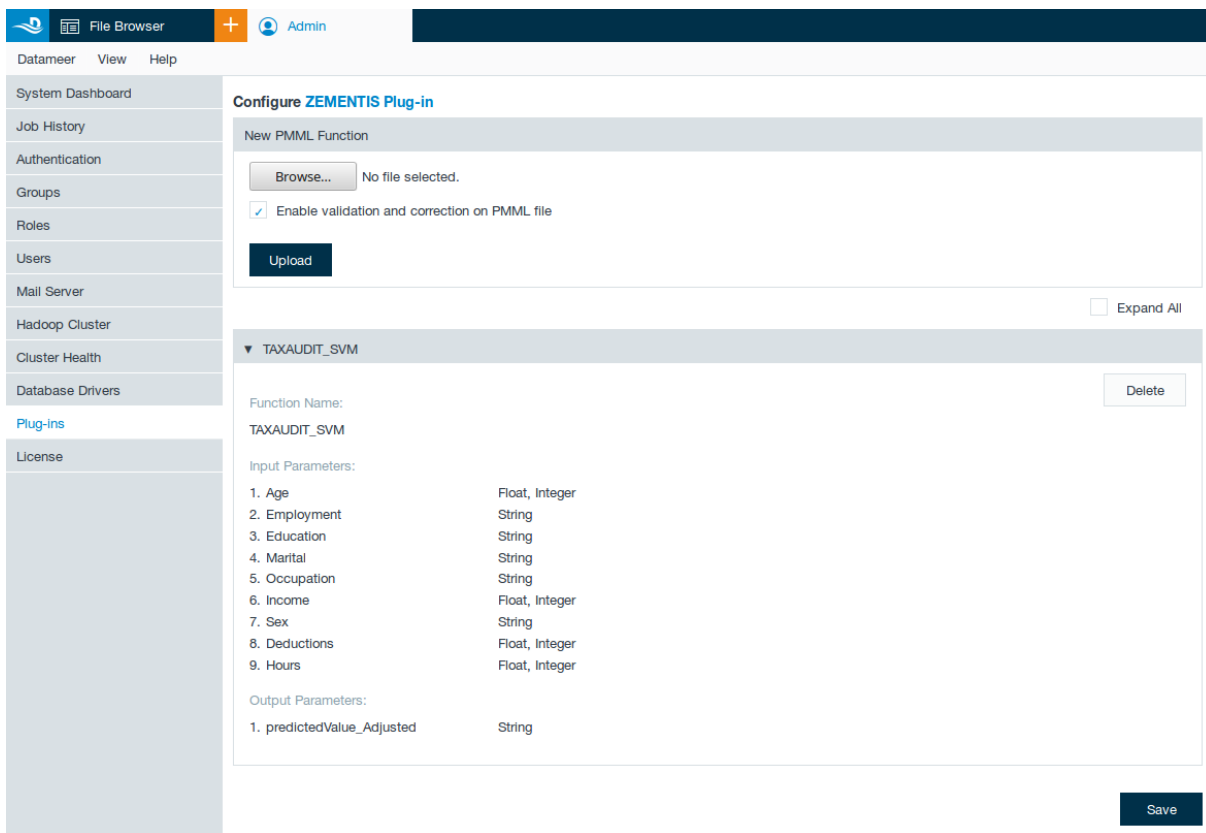 File Browser
+
Admin
Datameer View Help
System Dashboard
Job History
Authentication
Groups
Roles
Users
Mail Server
Hadoop Cluster
Cluster Health
Database Drivers
Plug-ins
License
Configure ZEMENTIS Plug-in
New PMML Function
Browse... No file selected.
Enable validation and correction on PMML file
Upload
Expand All
▼ TAXAUDIT_SVM
Delete
Function Name:
TAXAUDIT_SVM
Input Parameters:
1. Age Float, Integer
2. Employment String
3. Education String
4. Marital String
5. Occupation String
6. Income Float, Integer
7. Sex String
8. Deductions Float, Integer
9. Hours Float, Integer
Output Parameters:
1. predictedValue_Adjusted String
Save